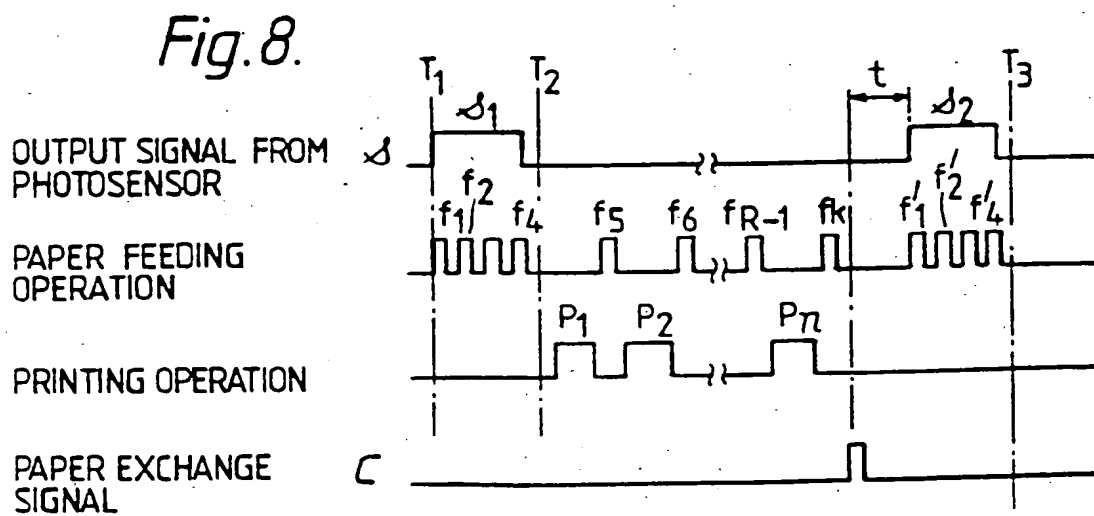 Fig. 8.
T1 T2 t T3
OUTPUT SIGNAL FROM PHOTOSENSOR s s1 s2
f1 f2 f4 f5 f6 fR-1 fk f'1 f'2 f'4
PAPER FEEDING OPERATION
P1 P2 Pn
PRINTING OPERATION
PAPER EXCHANGE SIGNAL C